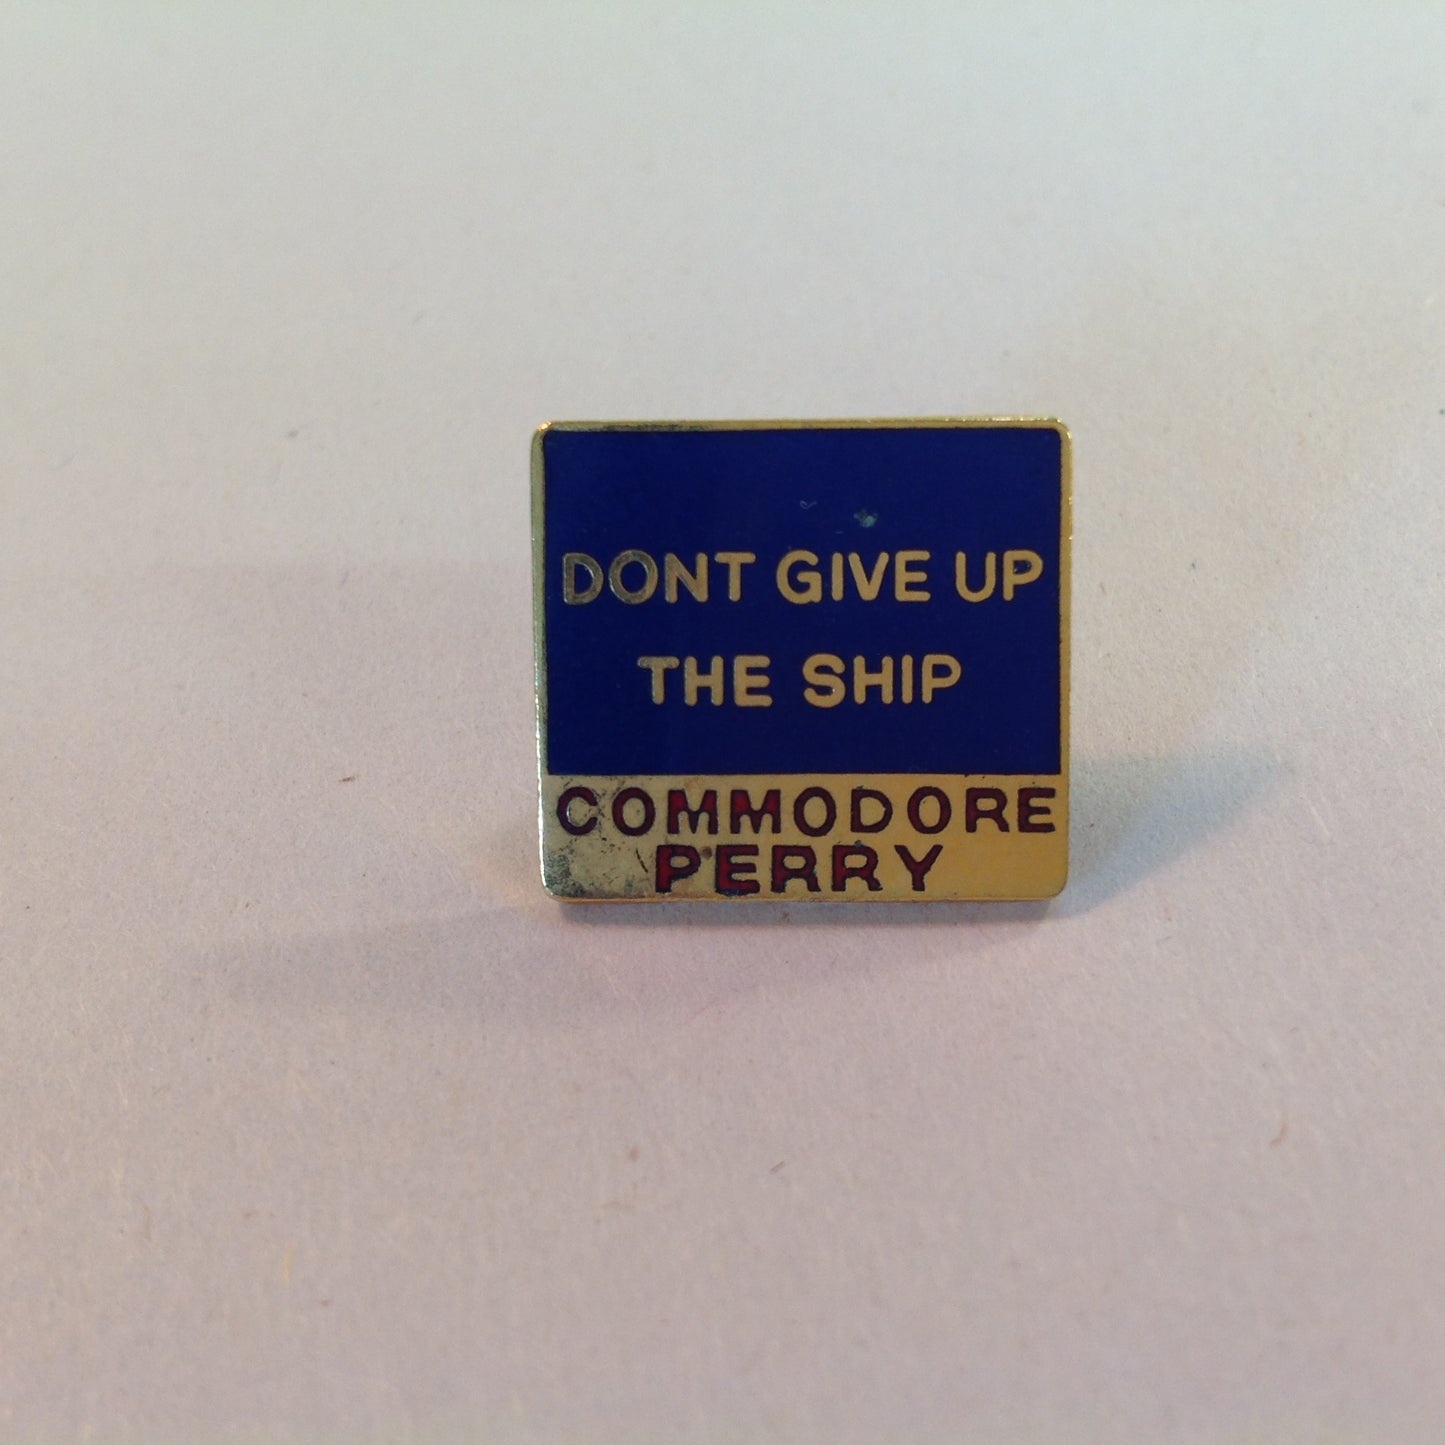 DONT GIVE UP
THE SHIP
COMMODORE
PERRY